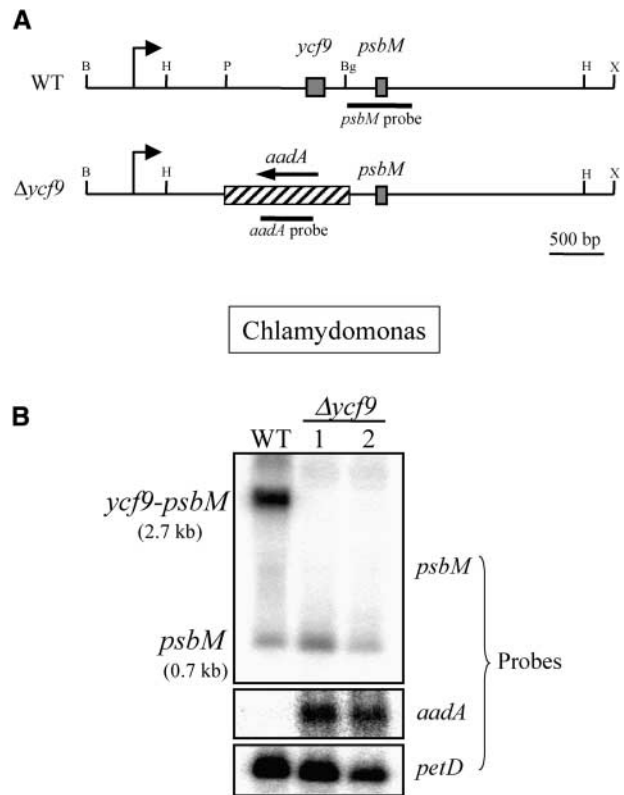 A
ycf9 psbM
B H P Bg H X
WT
psbM probe
aadA psbM
B H H X
Δycf9
aadA probe
500 bp
Chlamydomonas
B
Δycf9
WT 1 2
ycf9-psbM
(2.7 kb)
psbM
psbM
(0.7 kb)
Probes
aadA
petD